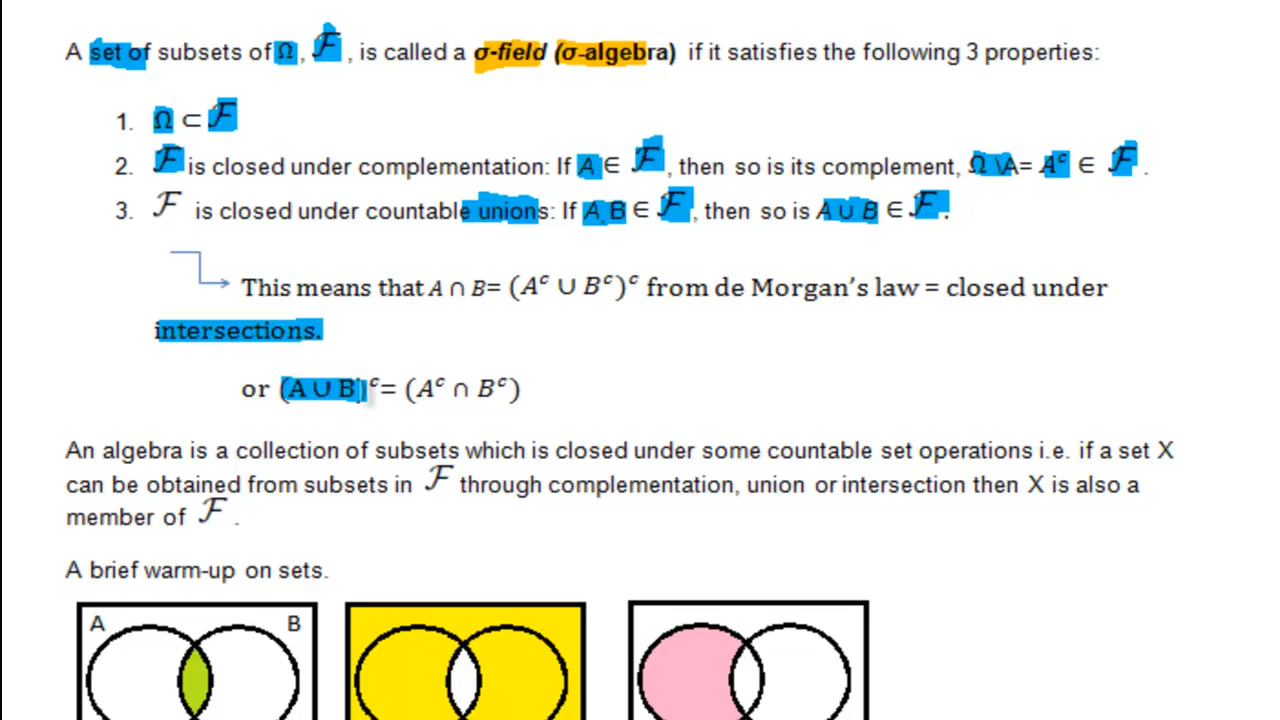 A set of subsets of Ω, ℱ, is called a σ-field (σ-algebra) if it satisfies the following 3 properties:
1. Ω ⊂ ℱ
2. ℱ is closed under complementation: If A ∈ ℱ, then so is its complement, Ω \A= Aᶜ ∈ ℱ.
3. ℱ is closed under countable unions: If A, B ∈ ℱ, then so is A ∪ B ∈ ℱ.
This means that A ∩ B= (Aᶜ ∪ Bᶜ)ᶜ from de Morgan's law = closed under
intersections.
or (A ∪ B)ᶜ= (Aᶜ ∩ Bᶜ)
An algebra is a collection of subsets which is closed under some countable set operations i.e. if a set X
can be obtained from subsets in ℱ through complementation, union or intersection then X is also a
member of ℱ.
A brief warm-up on sets.
A B